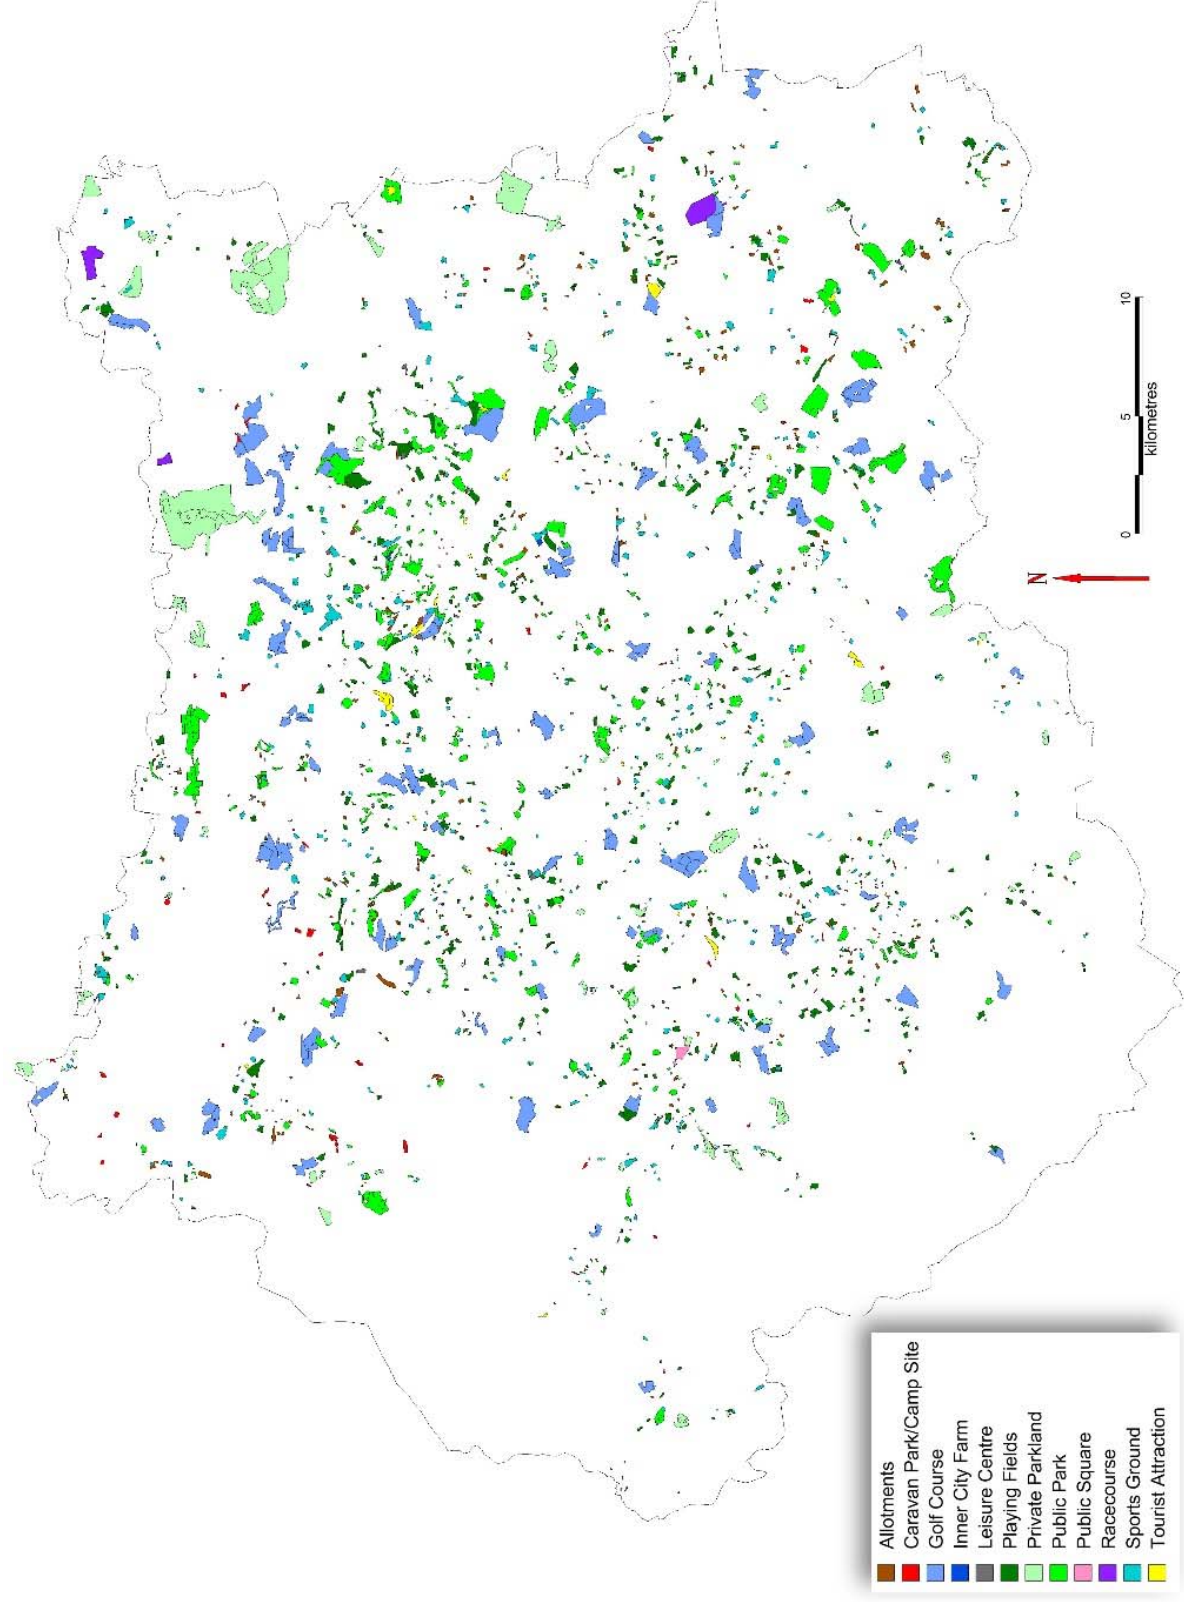 Allotments
Caravan Park/Camp Site
Golf Course
Inner City Farm
Leisure Centre
Playing Fields
Private Parkland
Public Park
Public Square
Racecourse
Sports Ground
Tourist Attraction
N
0 5 10
kilometres